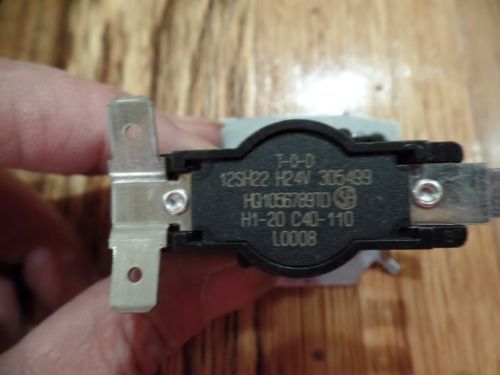 T-O-D
12SH22 H24V 305499
HQ1056789TD
H1-20 C40-110
L0008